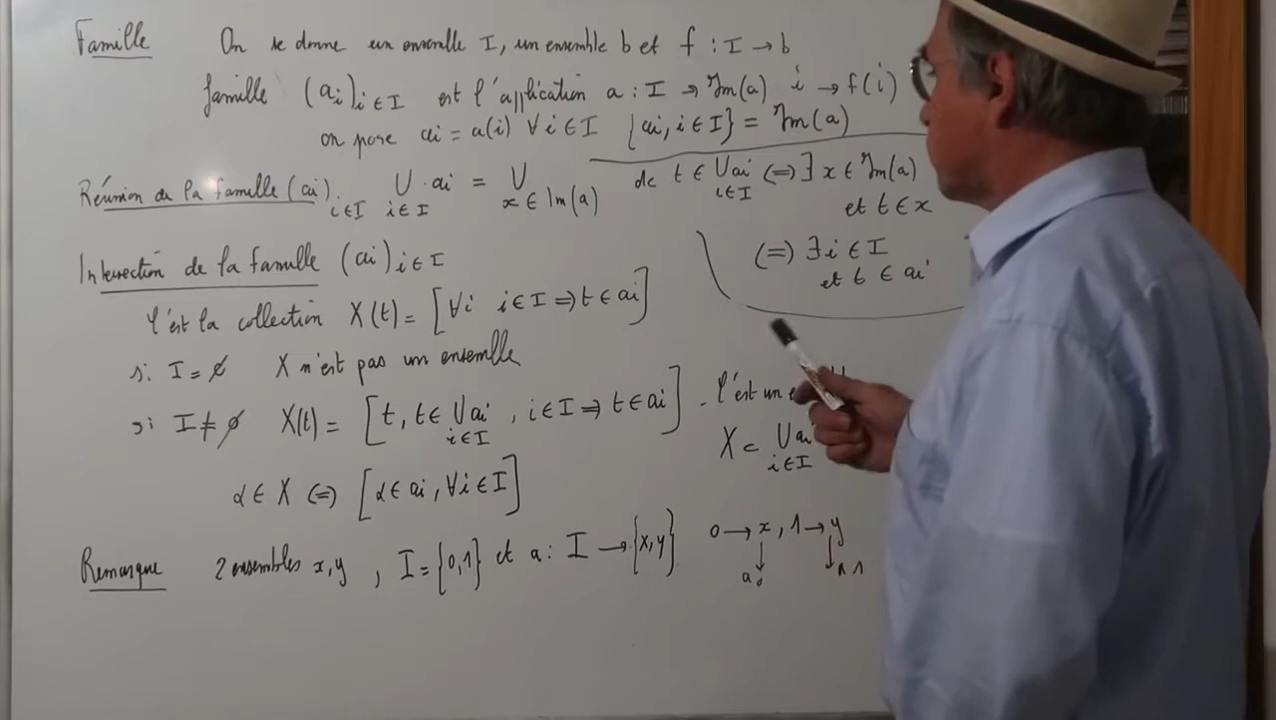 Famille On se donne un ensemble I, un ensemble b et f : I → b
famille (ai)i∈I est l'application a : I → Im(a) i → f(i)
on pose ai = a(i) ∀i∈I {ai, i∈I} = Im(a)
Réunion de la famille (ai)i∈I ∪ ai i∈I = ∪ x∈Im(a)
dc t ∈ ∪ai i∈I (=) ∃ x ∈ Im(a)
et t ∈ x
(=) ∃ i ∈ I
et t ∈ ai
Intersection de la famille (ai)i∈I
C'est la collection X(t) = [∀i i∈I ⇒ t ∈ ai]
si I = ∅ X n'est pas un ensemble
si I ≠ ∅ X(t) = [t, t ∈ ∪ai i∈I, i∈I ⇒ t ∈ ai] - C'est un
X ⊂ ∪ai i∈I
α ∈ X (=) [α ∈ ai, ∀i∈I]
Remarque 2 ensembles x,y , I = {0,1} et a : I → {x,y} 0 → x, 1 → y
↓ ↓
a0 a1